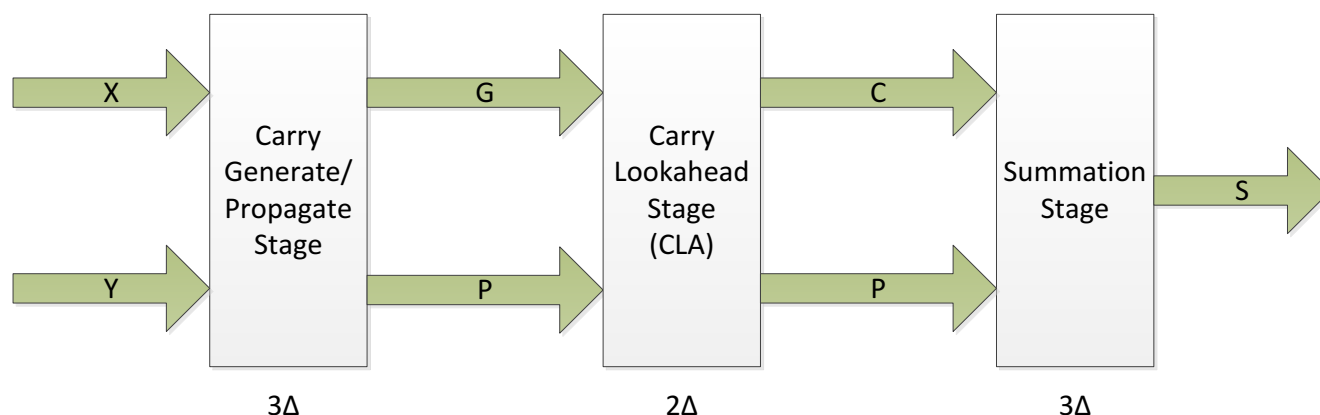 X
Y
Carry
Generate/
Propagate
Stage
G
P
Carry
Lookahead
Stage
(CLA)
C
P
Summation
Stage
S
3Δ
2Δ
3Δ